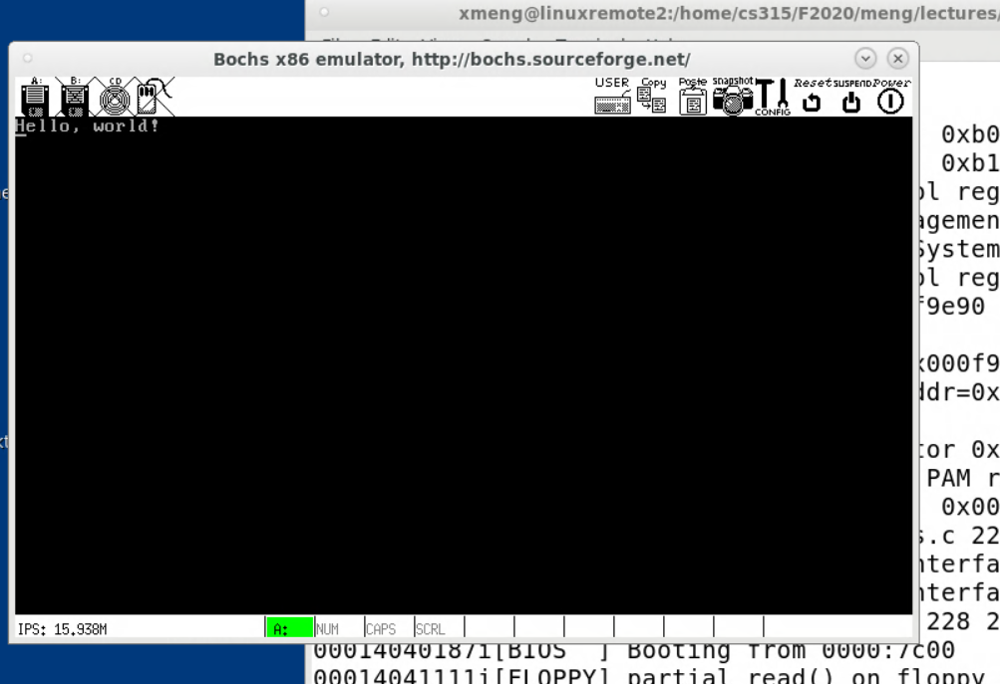 xmeng@linuxremote2:/home/cs315/F2020/meng/lectures/
Bochs x86 emulator, http://bochs.sourceforge.net/
A: B: CD
USER Copy Paste snapshot CONFIG Reset SUSPEND Power
Hello, world!
0xb0
0xb1
ol reg
agemen
System
ol reg
f9e90
x000f9
ddr=0x
tor 0x
PAM r
0x00
s.c 22
nterfa
nterfa
228 2
IPS: 15.938M A: NUM CAPS SCRL
00014040187i[BIOS ] Booting from 0000:7c00
00014041111i[FLOPPY] partial read() on floppy